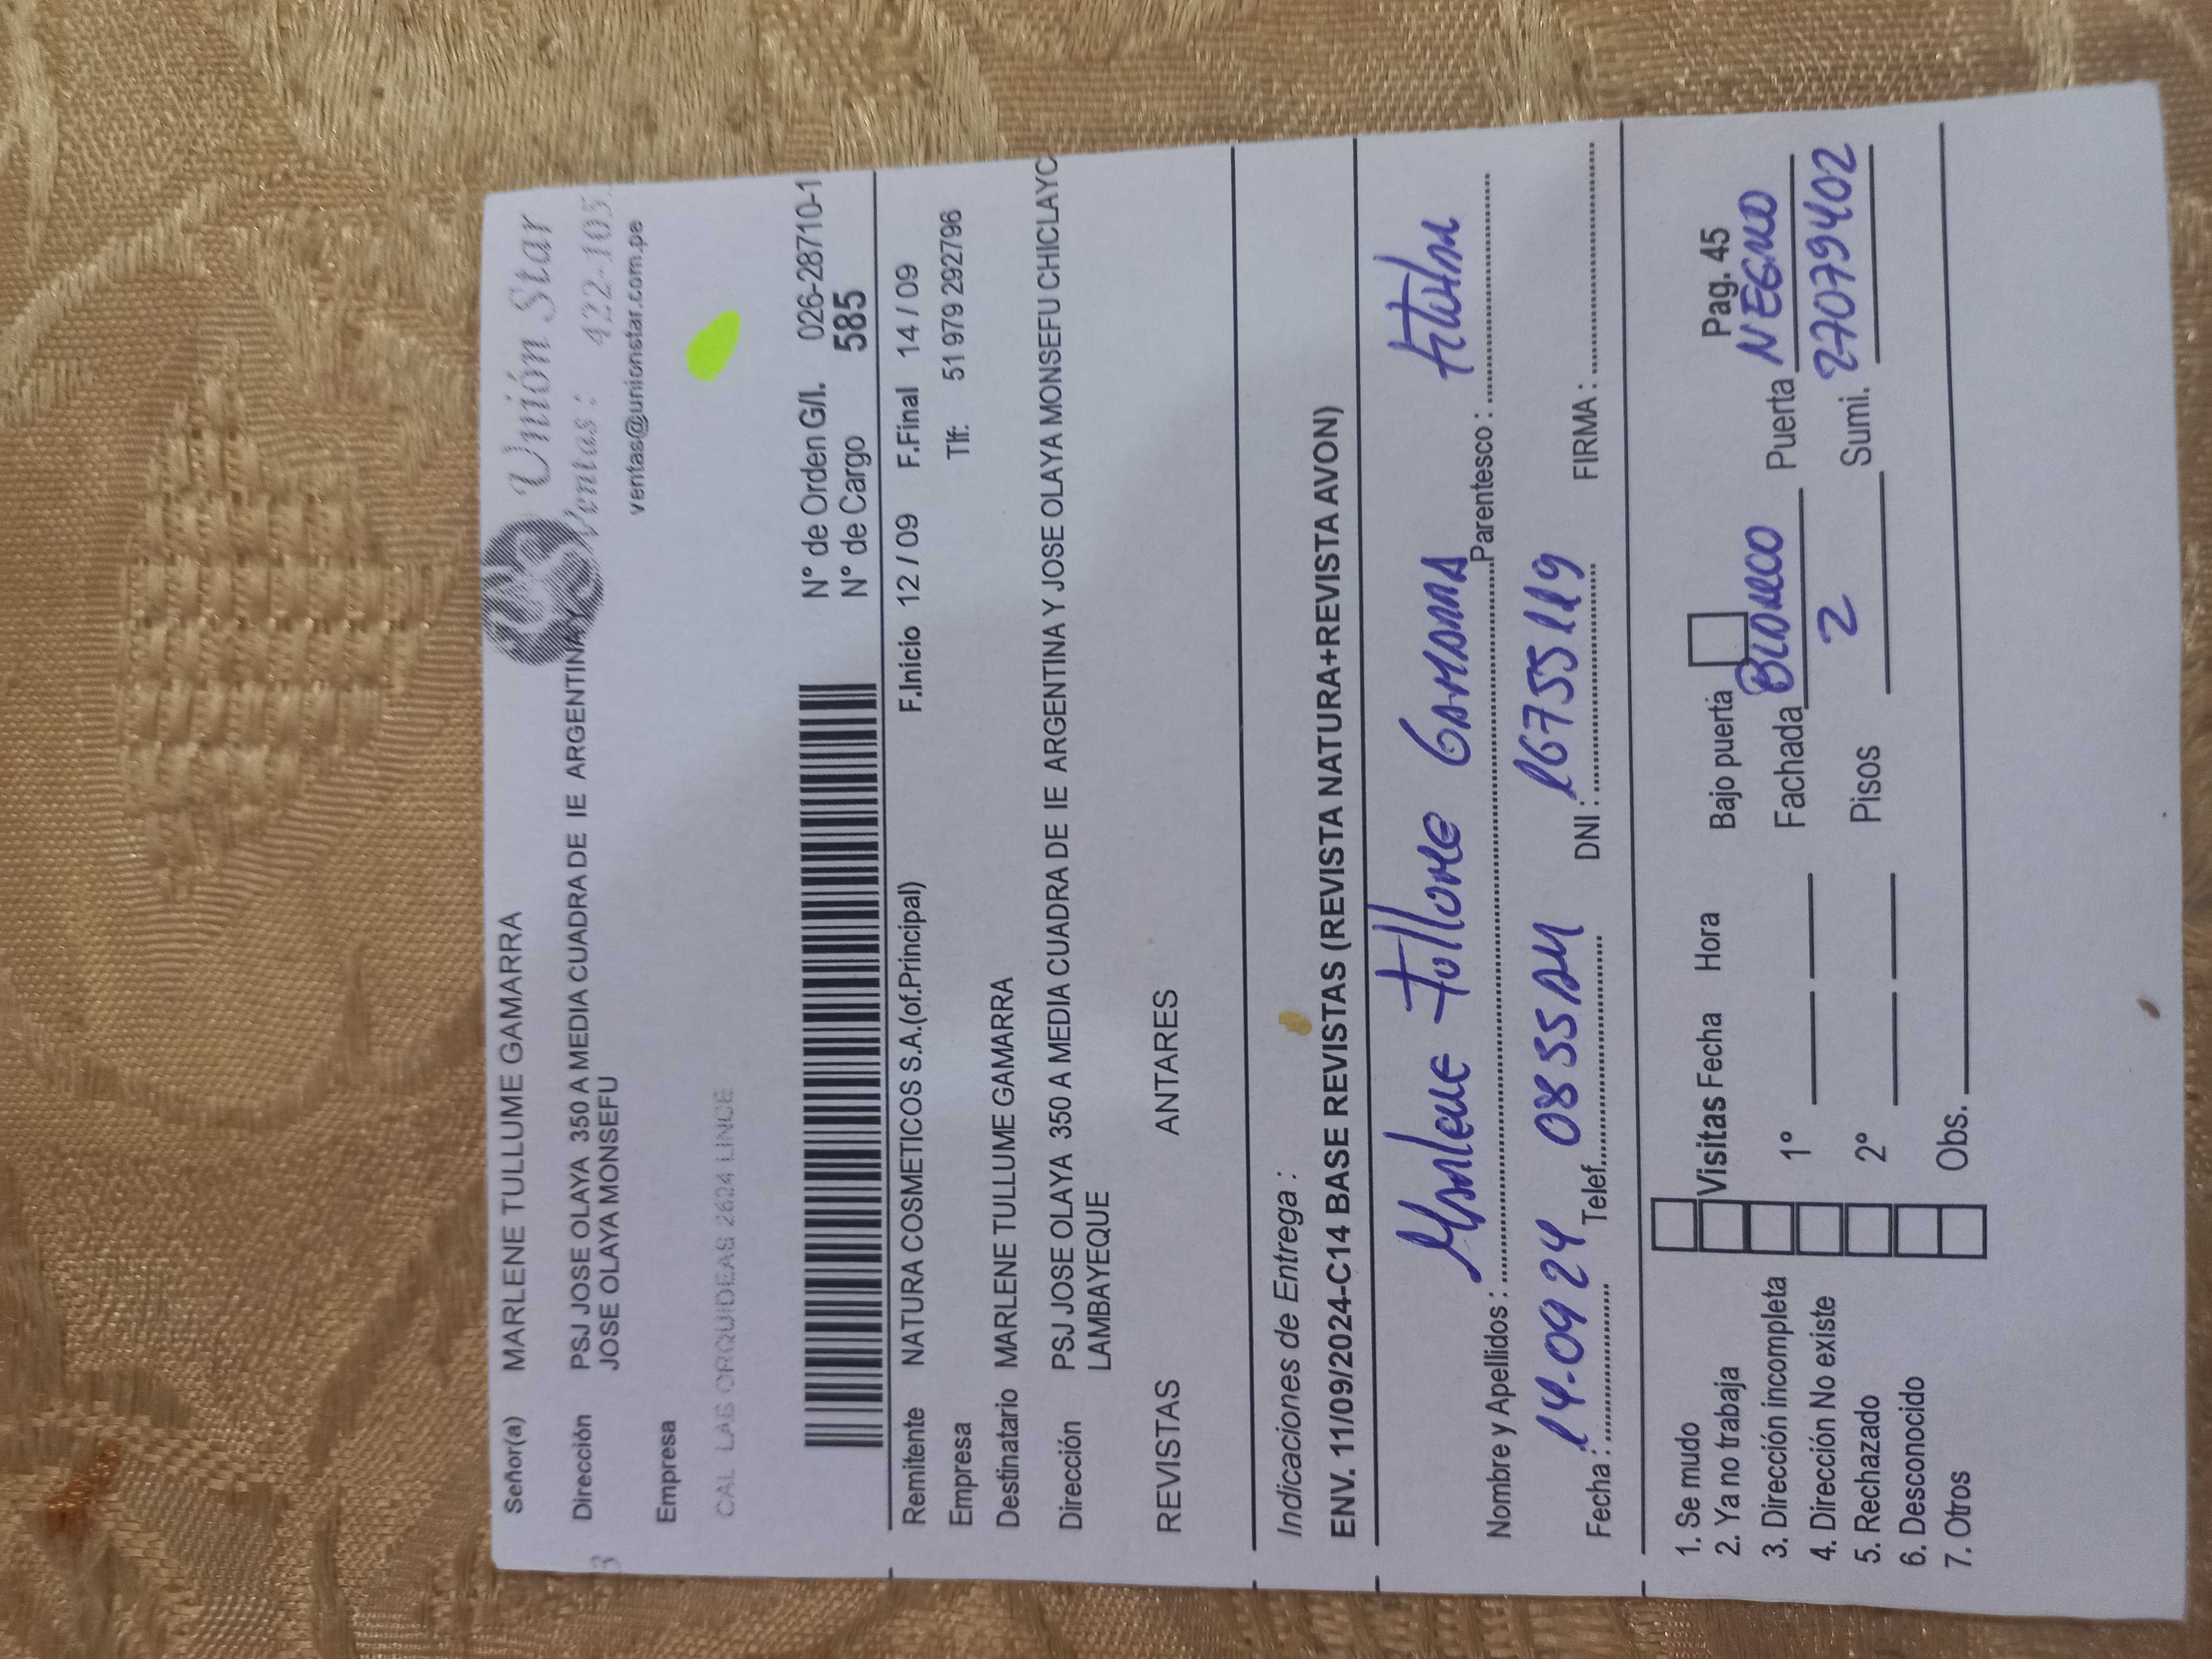 Señor(a) MARLENE TULLUME GAMARRA
Unión Star
Dirección PSJ JOSE OLAYA 350 A MEDIA CUADRA DE IE ARGENTINA Y
JOSE OLAYA MONSEFU
Ventas: 422-105
ventas@unionstar.com.pe
Empresa
CAL LAS ORQUIDEAS 2624 LINCE
N° de Orden G/I. 026-28710-1
N° de Cargo 585
Remitente NATURA COSMETICOS S.A.(of.Principal) F.Inicio 12 / 09 F.Final 14 / 09
Empresa Tlf: 51 979 292796
Destinatario MARLENE TULLUME GAMARRA
Dirección PSJ JOSE OLAYA 350 A MEDIA CUADRA DE IE ARGENTINA Y JOSE OLAYA MONSEFU CHICLAYO
LAMBAYEQUE
REVISTAS ANTARES
Indicaciones de Entrega :
ENV. 11/09/2024-C14 BASE REVISTAS (REVISTA NATURA+REVISTA AVON)
Nombre y Apellidos : Marlene Tullume Gamarra Parentesco : titular
Fecha : 14-09 24 Telef. 08 55 AM DNI : 16755119 FIRMA :
1. Se mudo
2. Ya no trabaja
3. Dirección incompleta
4. Dirección No existe
5. Rechazado
6. Desconocido
7. Otros
Visitas Fecha Hora
1°
2°
Obs.
Bajo puerta Pag. 45
Fachada BLANCO Puerta NEGRO
Pisos 2 Sumi. 27079402